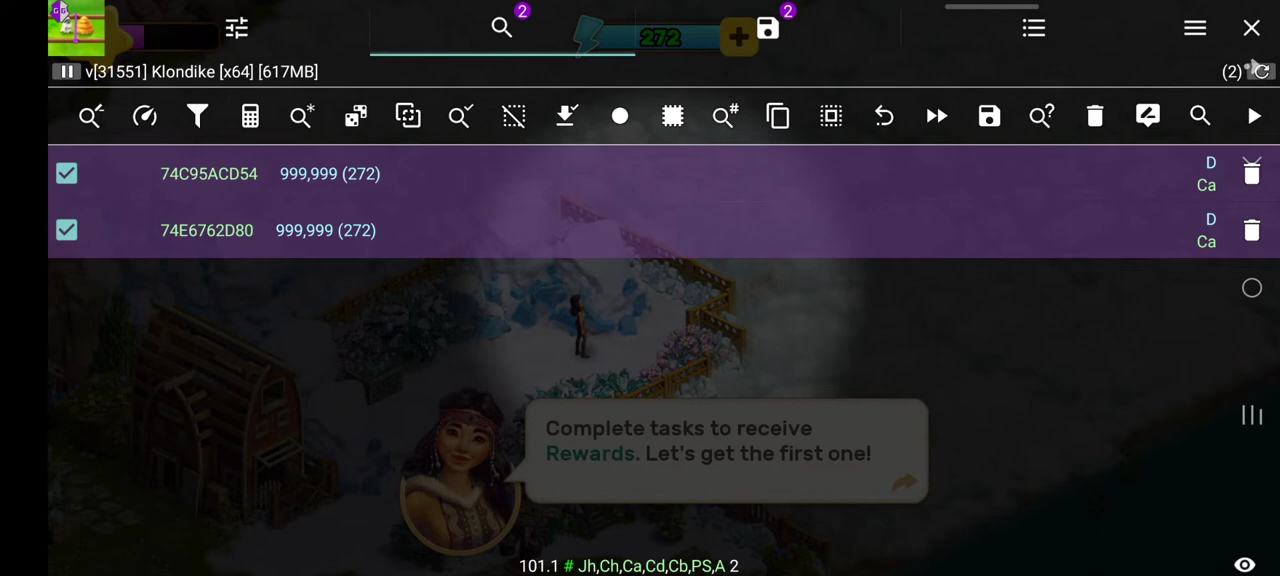 2
2
272
v[31551] Klondike [x64] [617MB]
(2)
74C95ACD54 999,999 (272) D
Ca
74E6762D80 999,999 (272) D
Ca
Complete tasks to receive
Rewards. Let's get the first one!
101.1 # Jh,Ch,Ca,Cd,Cb,PS,A 2